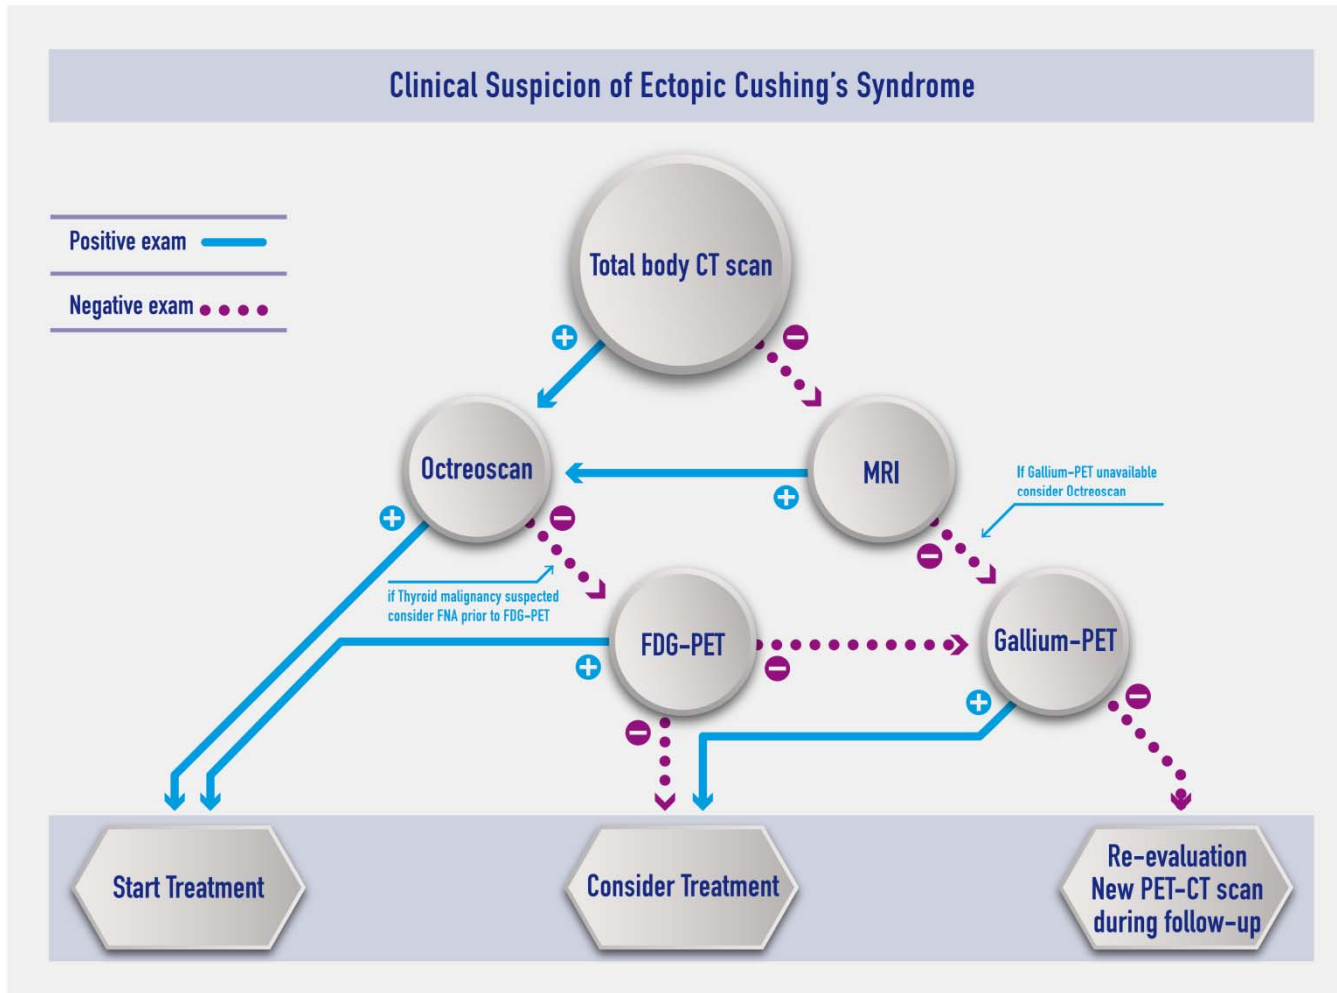 Clinical Suspicion of Ectopic Cushing's Syndrome
Positive exam
Negative exam
Total body CT scan
Octreoscan
MRI
If Gallium-PET unavailable
consider Octreoscan
if Thyroid malignancy suspected
consider FNA prior to FDG-PET
FDG-PET
Gallium-PET
Start Treatment
Consider Treatment
Re-evaluation
New PET-CT scan
during follow-up